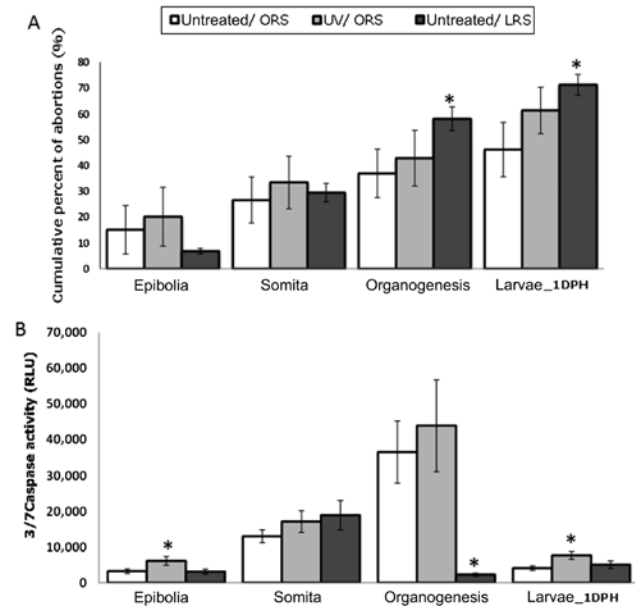 Untreated/ ORS UV/ ORS Untreated/ LRS
A
Cumulative percent of abortions (%)
80
70
60
50
40
30
20
10
0
* *
Epibolia Somita Organogenesis Larvae_1DPH
B
3/7Caspase activity (RLU)
70,000
60,000
50,000
40,000
30,000
20,000
10,000
0
* * *
Epibolia Somita Organogenesis Larvae_1DPH